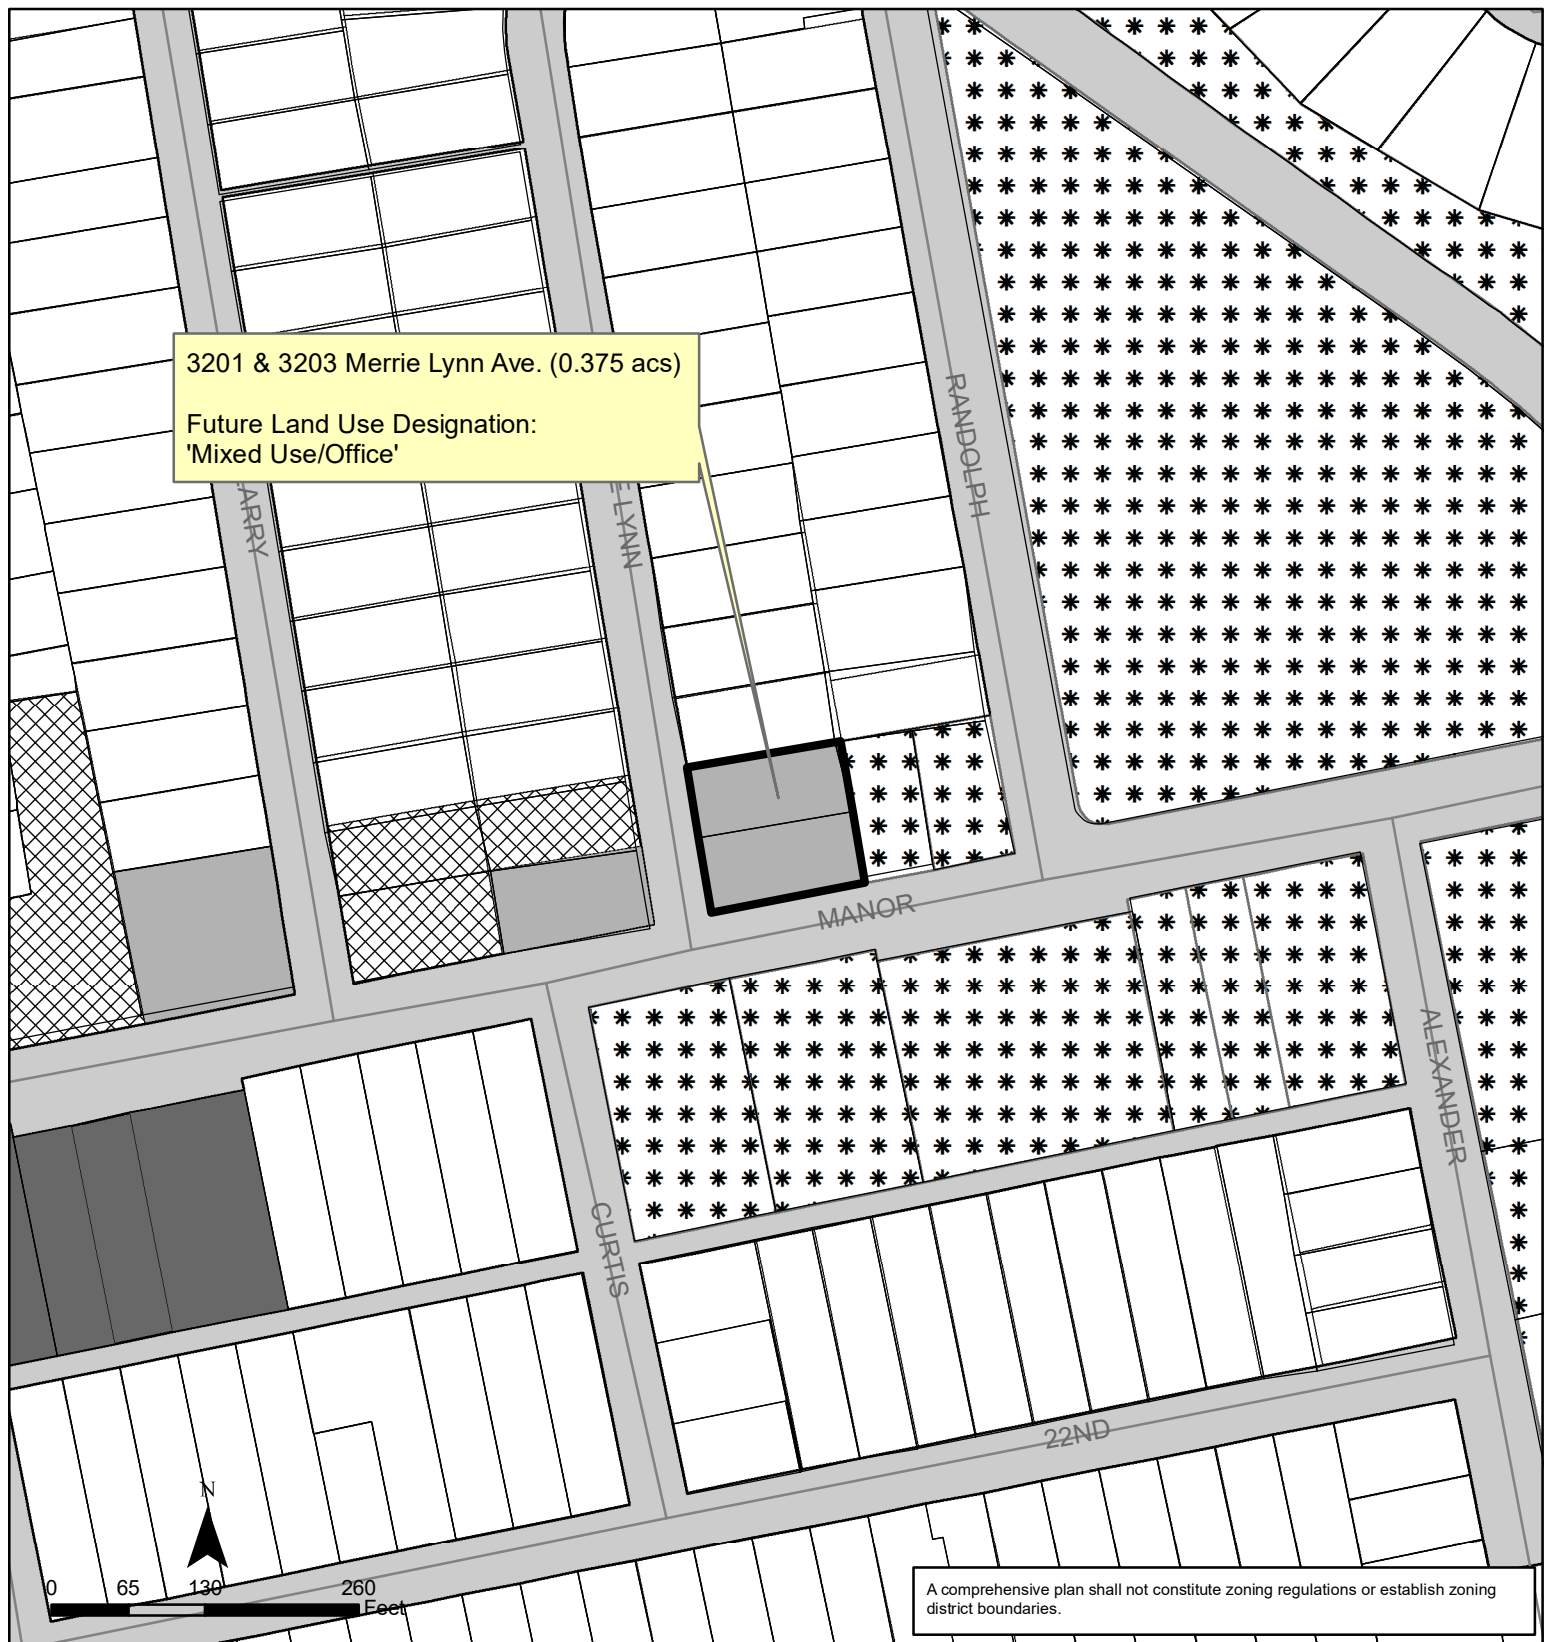 3201 & 3203 Merrie Lynn Ave. (0.375 acs)
Future Land Use Designation:
'Mixed Use/Office'
RANDOLPH
ARRY
E LYNN
MANOR
ALEXANDER
CURTIS
22ND
N
0 65 130 260
Feet
A comprehensive plan shall not constitute zoning regulations or establish zoning
district boundaries.